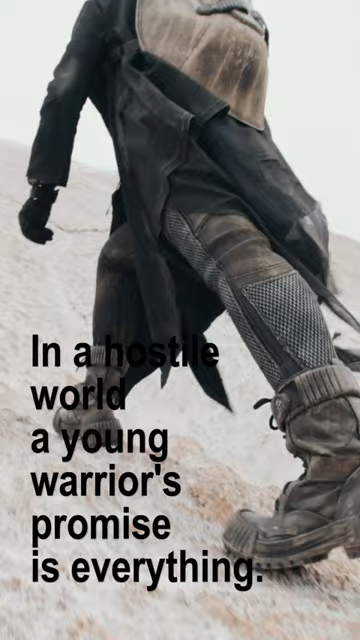 In a hostile
world
a young
warrior's
promise
is everything.